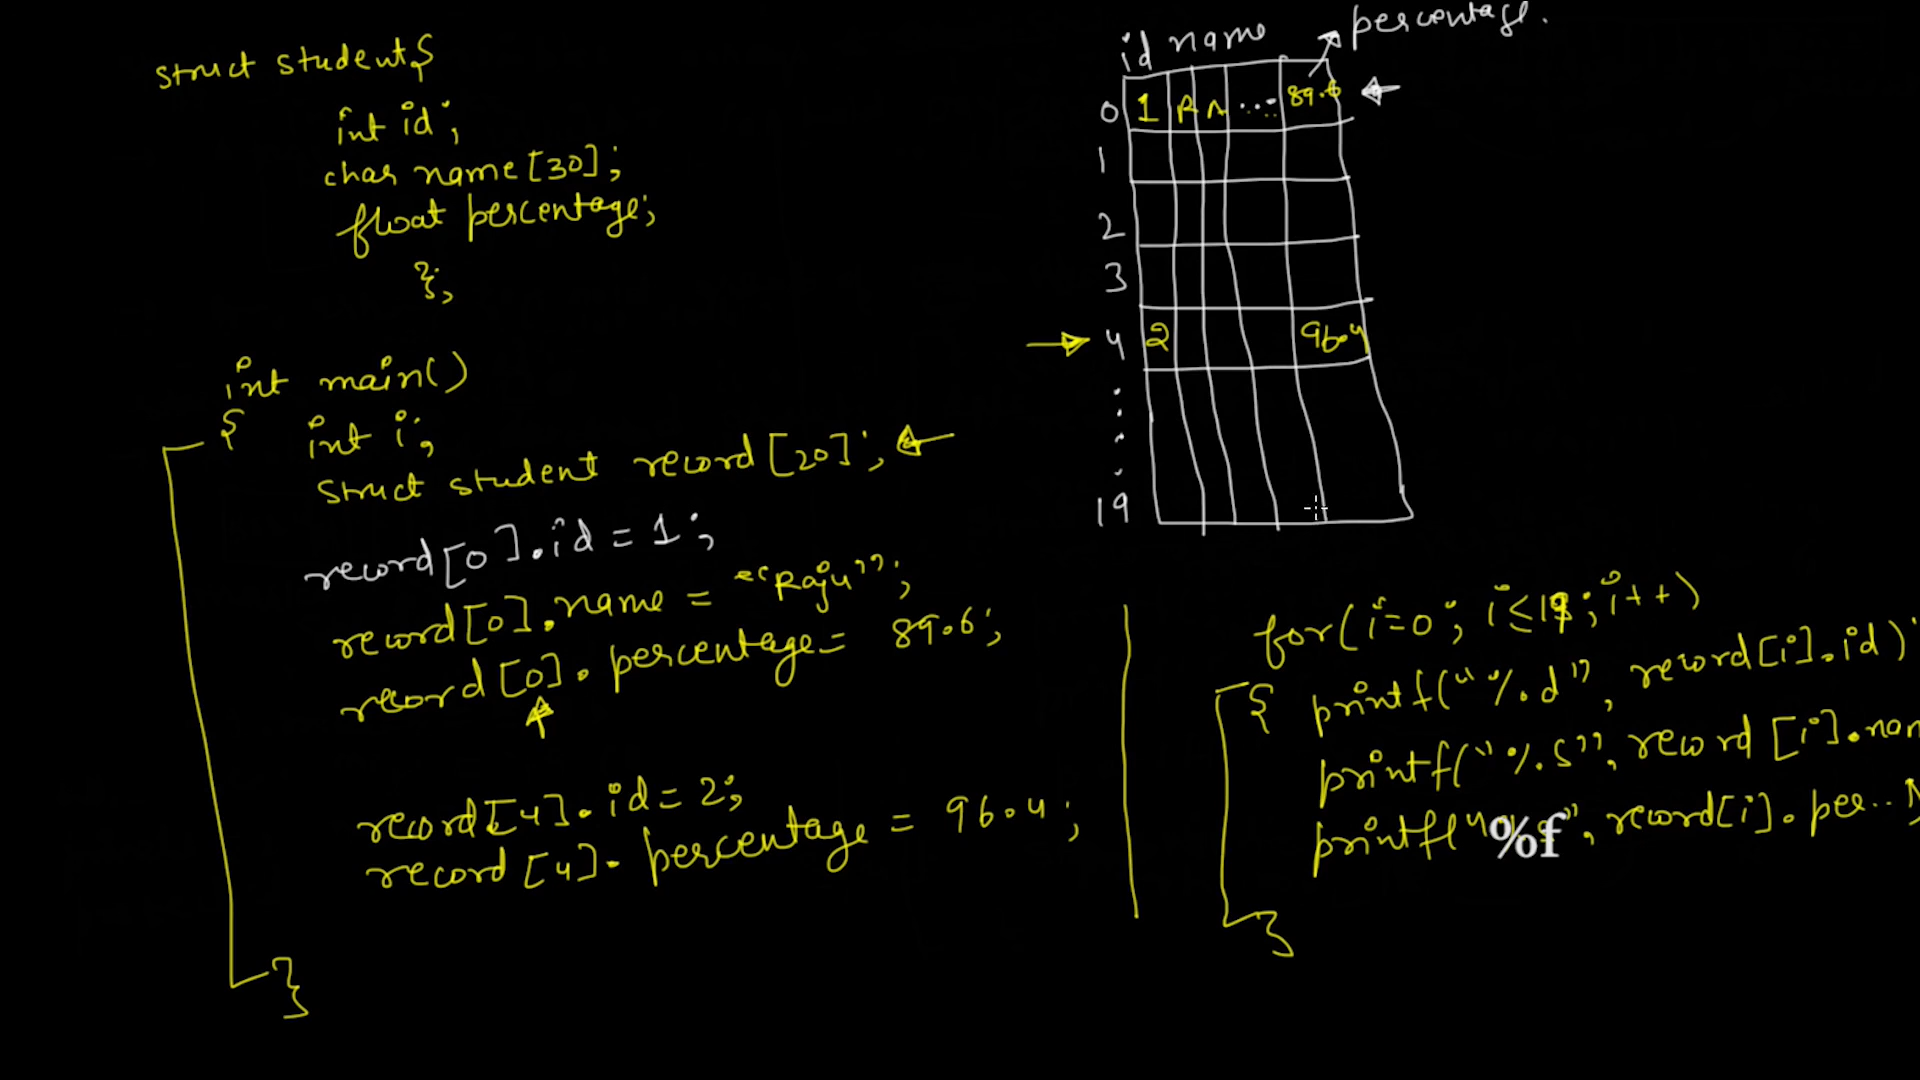 struct student{
int id;
char name[30];
float percentage;
};
int main()
{
int i;
struct student record[20];
record[0].id = 1;
record[0].name = "Raju";
record[0].percentage = 89.6;
record[4].id = 2;
record[4].percentage = 96.4;
}
id name percentage.
0 1 R A ... 89.6
1
2
3
4 2 96.4
19
for(i=0; i≤19; i++)
{ printf("%d", record[i].id)
printf("%s", record[i].nam
printf("%f", record[i].per..)
}